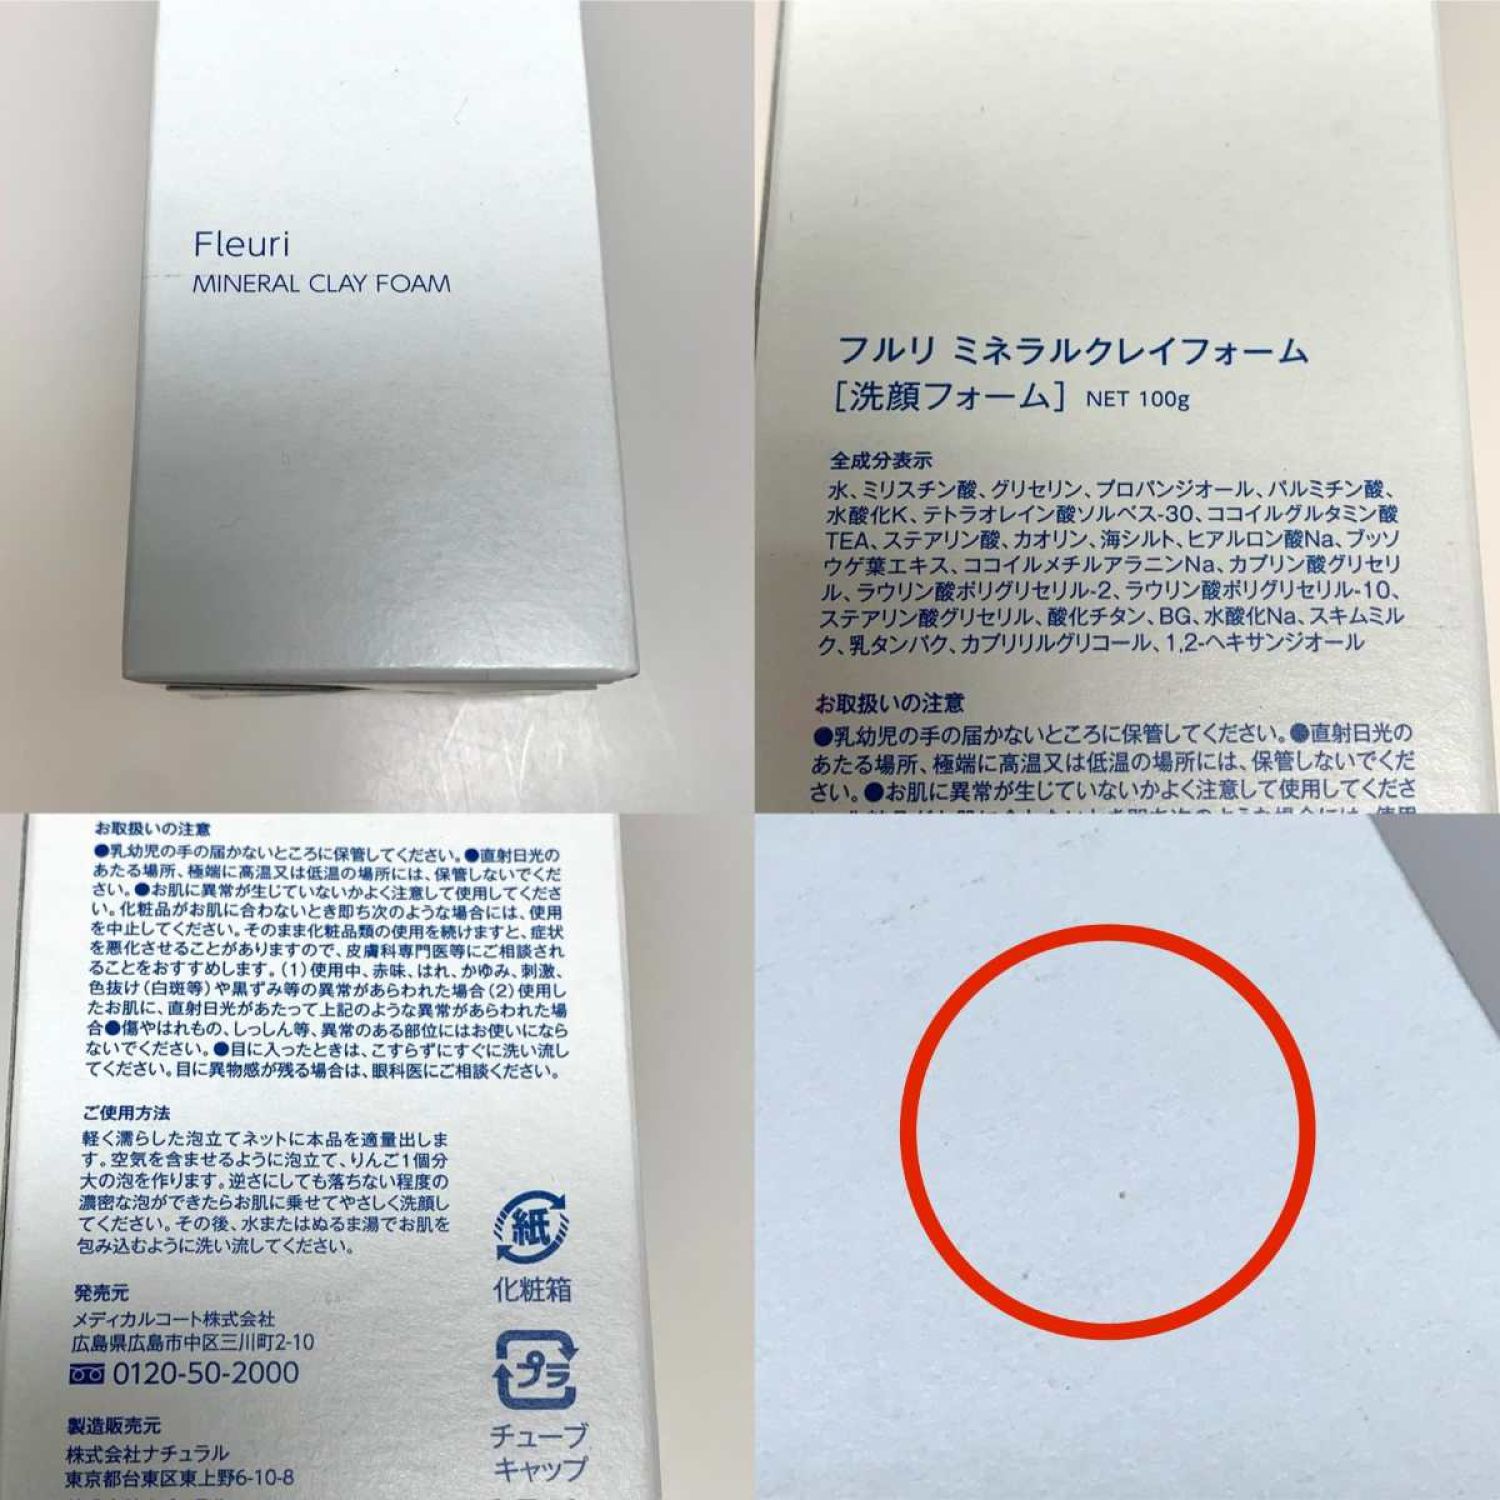 Fleuri
MINERAL CLAY FOAM
フルリ ミネラルクレイフォーム
[洗顔フォーム] NET 100g
全成分表示
水、ミリスチン酸、グリセリン、プロパンジオール、パルミチン酸、
水酸化K、テトラオレイン酸ソルベス-30、ココイルグルタミン酸
TEA、ステアリン酸、カオリン、海シルト、ヒアルロン酸Na、ブッソ
ウゲ葉エキス、ココイルメチルアラニンNa、カプリン酸グリセリ
ル、ラウリン酸ポリグリセリル-2、ラウリン酸ポリグリセリル-10、
ステアリン酸グリセリル、酸化チタン、BG、水酸化Na、スキムミル
ク、乳タンパク、カプリリルグリコール、1,2-ヘキサンジオール
お取扱いの注意
●乳幼児の手の届かないところに保管してください。●直射日光の
あたる場所、極端に高温又は低温の場所には、保管しないでくだ
さい。●お肌に異常が生じていないかよく注意して使用してくださ
お取扱いの注意
●乳幼児の手の届かないところに保管してください。●直射日光の
あたる場所、極端に高温又は低温の場所には、保管しないでくだ
さい。●お肌に異常が生じていないかよく注意して使用してくださ
い。化粧品がお肌に合わないとき即ち次のような場合には、使用
を中止してください。そのまま化粧品類の使用を続けますと、症状
を悪化させることがありますので、皮膚科専門医等にご相談され
ることをおすすめします。(1)使用中、赤味、はれ、かゆみ、刺激、
色抜け(白斑等)や黒ずみ等の異常があらわれた場合(2)使用し
たお肌に、直射日光があたって上記のような異常があらわれた場
合●傷やはれもの、しっしん等、異常のある部位にはお使いになら
ないでください。●目に入ったときは、こすらずにすぐに洗い流し
てください。目に異物感が残る場合は、眼科医にご相談ください。
ご使用方法
軽く濡らした泡立てネットに本品を適量出しま
す。空気を含ませるように泡立て、りんご1個分
大の泡を作ります。逆さにしても落ちない程度の
濃密な泡ができたらお肌に乗せてやさしく洗顔し
てください。その後、水またはぬるま湯でお肌を
包み込むように洗い流してください。
紙
化粧箱
発売元
メディカルコート株式会社
広島県広島市中区三川町2-10
0120-50-2000
プラ
チューブ
キャップ
製造販売元
株式会社ナチュラル
東京都台東区東上野6-10-8